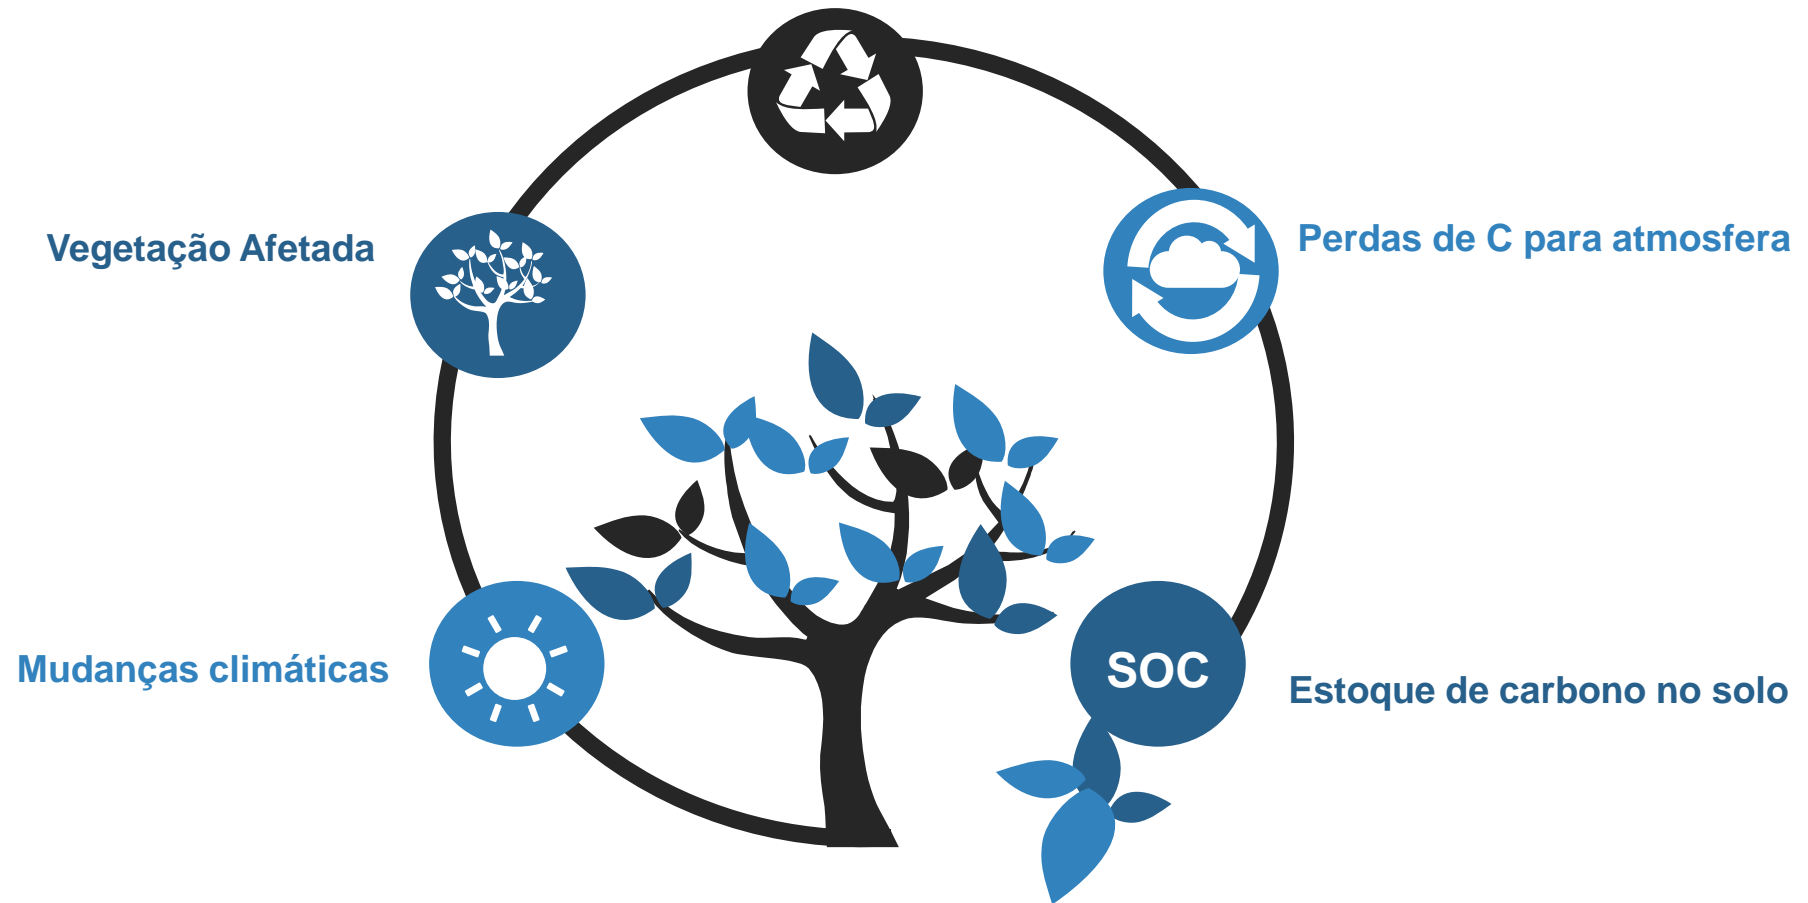 Vegetação Afetada
Perdas de C para atmosfera
Mudanças climáticas
SOC
Estoque de carbono no solo